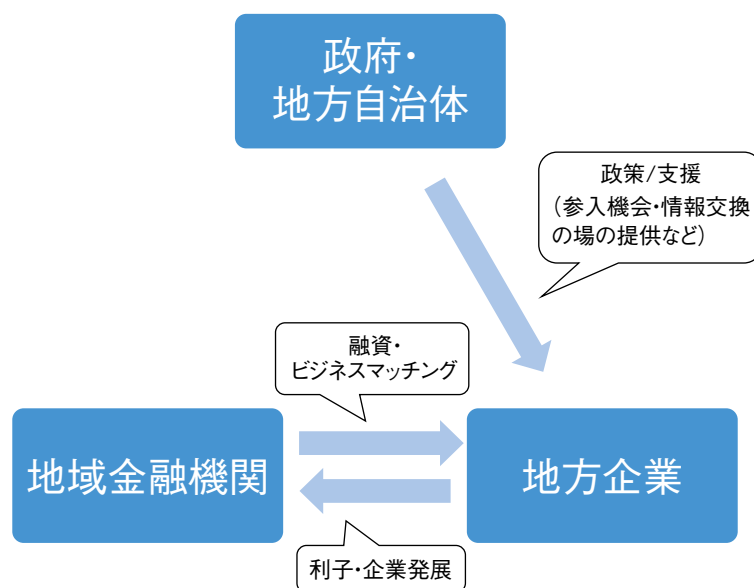 政府・
地方自治体
政策/支援
（参入機会・情報交換
の場の提供など）
融資・
ビジネスマッチング
地域金融機関
地方企業
利子・企業発展